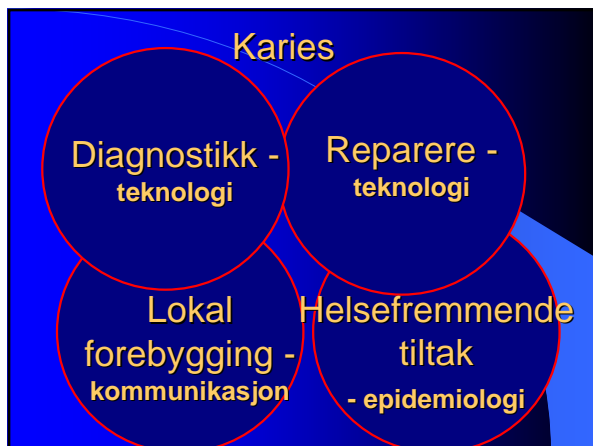 Karies
Diagnostikk -
teknologi
Reparere -
teknologi
Lokal
forebygging -
kommunikasjon
Helsefremmende
tiltak
- epidemiologi